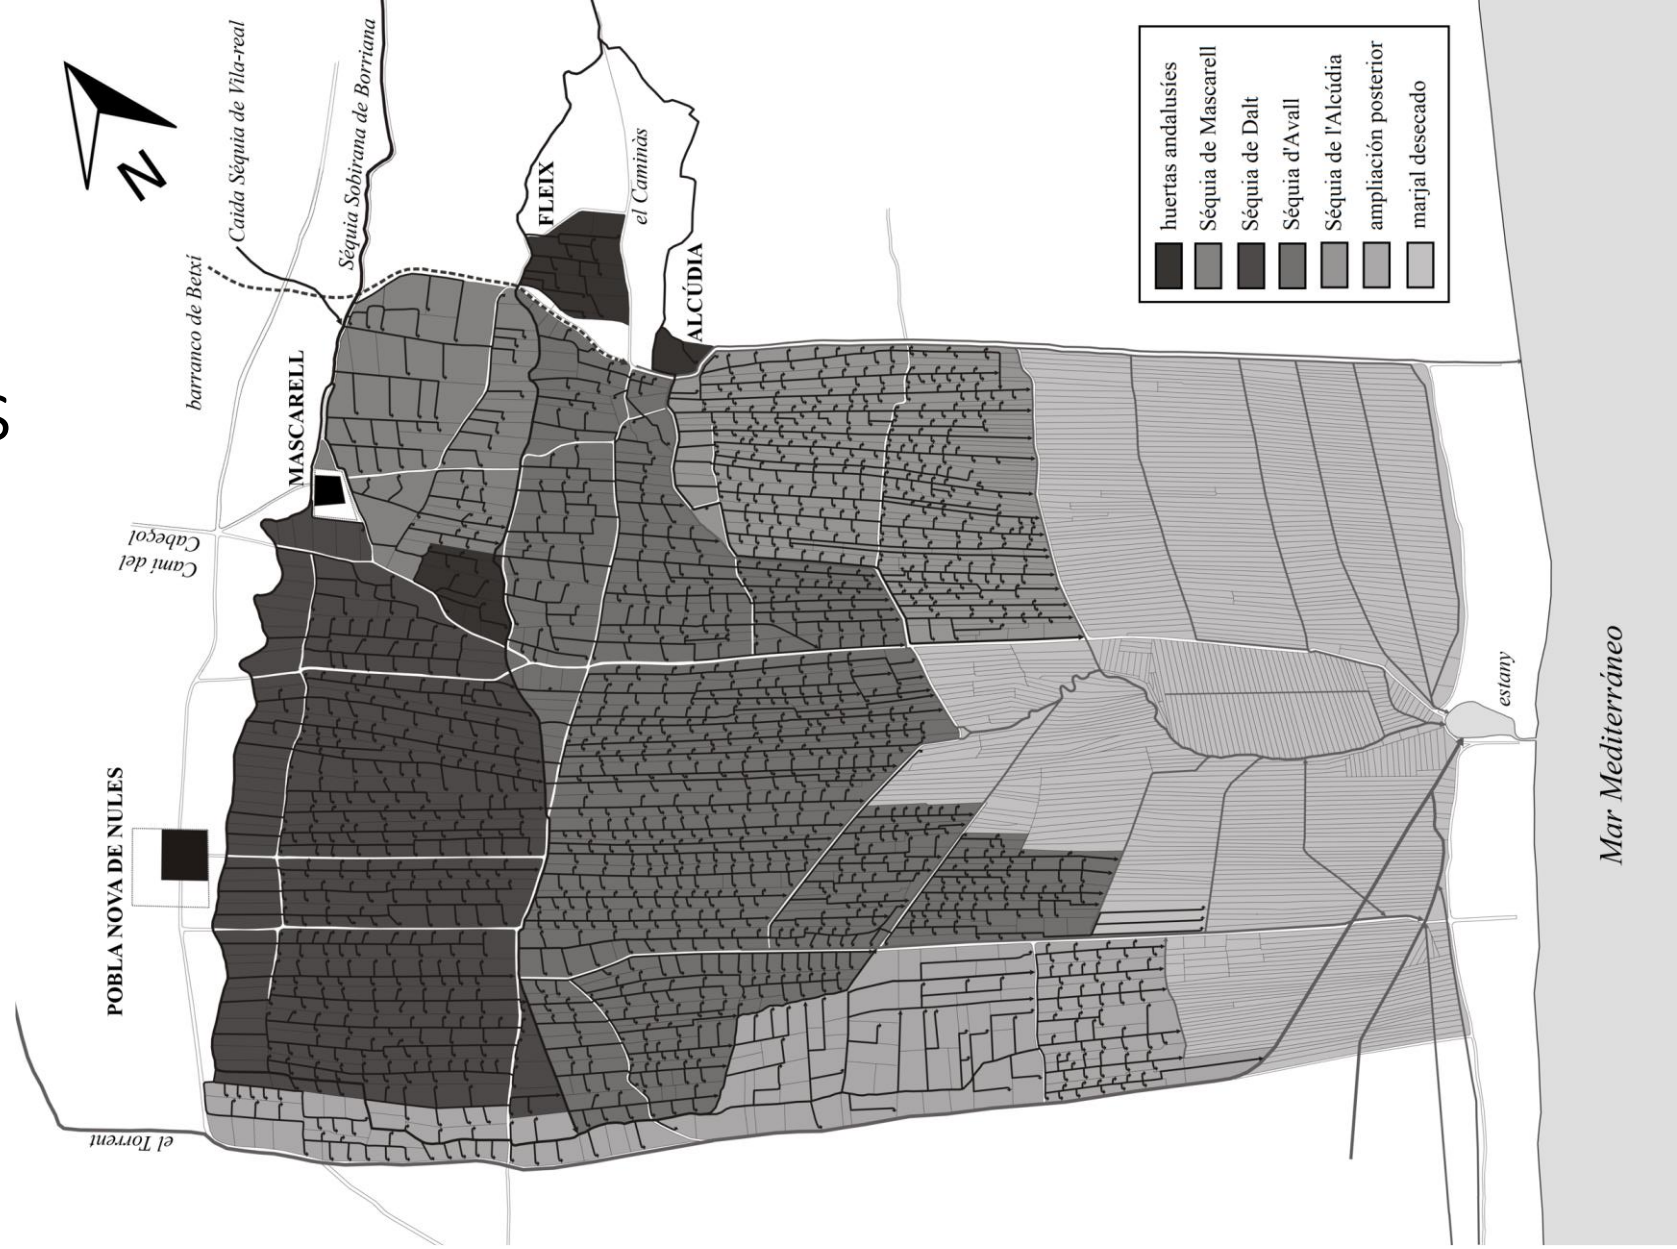 Caida Séquia de Vila-real
Séquia Sobirana de Borriana
barranco de Betxí
MASCARELL
FLEIX
el Caminàs
ALCÚDIA
Camí del
Cabeçol
POBLA NOVA DE NULES
el Torrent
huertas andalusíes
Séquia de Mascarell
Séquia de Dalt
Séquia d'Avall
Séquia de l'Alcúdia
ampliación posterior
marjal desecado
estany
Mar Mediterráneo
N